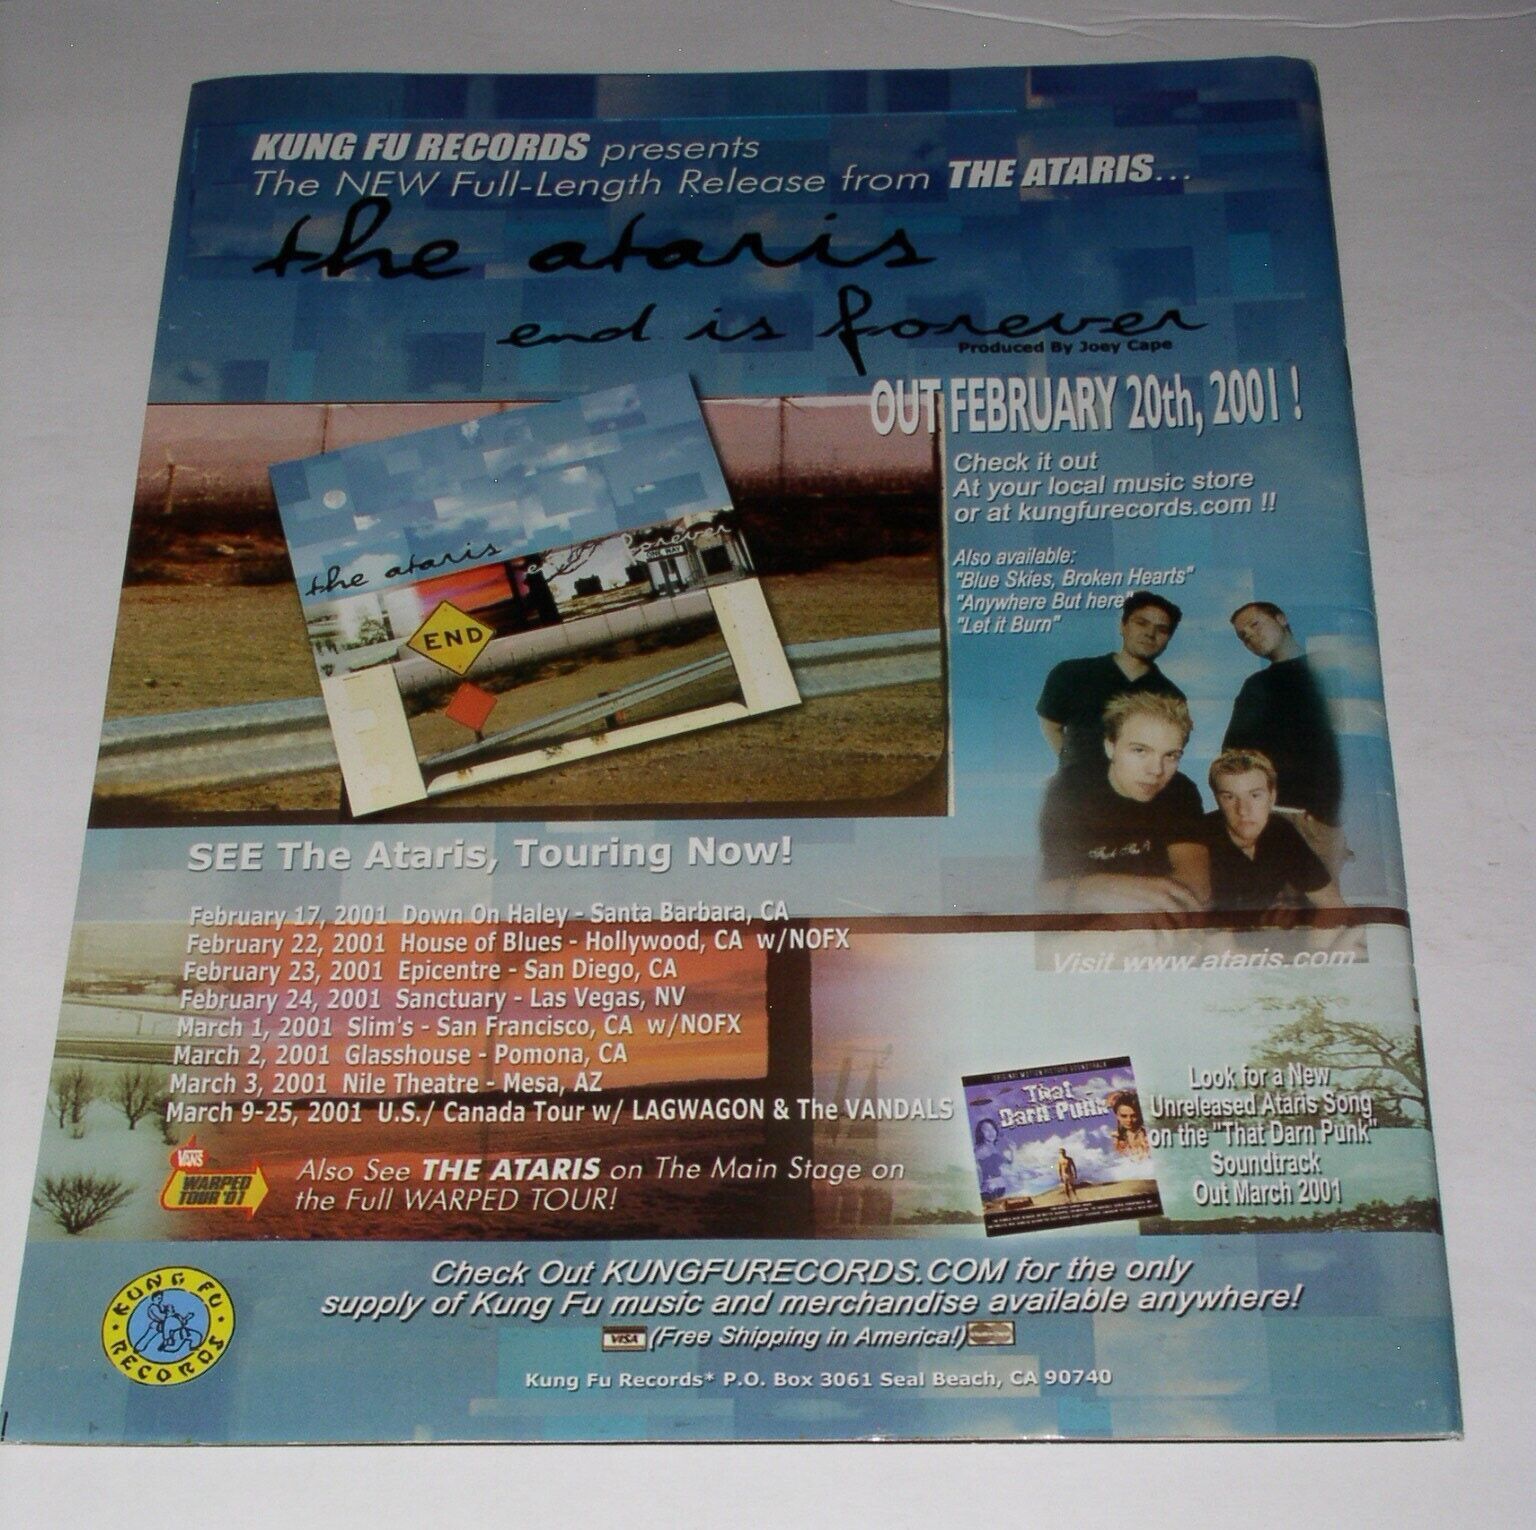 KUNG FU RECORDS presents
The NEW Full-Length Release from THE ATARIS...
the ataris
end is forever
Produced By Joey Cape
OUT FEBRUARY 20th, 2001 !
Check it out
At your local music store
or at kungfurecords.com !!
Also available:
"Blue Skies, Broken Hearts"
"Anywhere But here"
"Let it Burn"
the ataris end is forever
ONE WAY
END
SEE The Ataris, Touring Now!
February 17, 2001 Down On Haley - Santa Barbara, CA
February 22, 2001 House of Blues - Hollywood, CA w/NOFX
February 23, 2001 Epicentre - San Diego, CA
February 24, 2001 Sanctuary - Las Vegas, NV
March 1, 2001 Slim's - San Francisco, CA w/NOFX
March 2, 2001 Glasshouse - Pomona, CA
March 3, 2001 Nile Theatre - Mesa, AZ
March 9-25, 2001 U.S./ Canada Tour w/ LAGWAGON & The VANDALS
Visit www.ataris.com
VANS
WARPED
TOUR '01
Also See THE ATARIS on The Main Stage on
the Full WARPED TOUR!
ORIGINAL MOTION PICTURE SOUNDTRACK
That
Darn Punk
Look for a New
Unreleased Ataris Song
on the "That Darn Punk"
Soundtrack
Out March 2001
KUNG FU
RECORDS
Check Out KUNGFURECORDS.COM for the only
supply of Kung Fu music and merchandise available anywhere!
VISA (Free Shipping in America!)
Kung Fu Records* P.O. Box 3061 Seal Beach, CA 90740